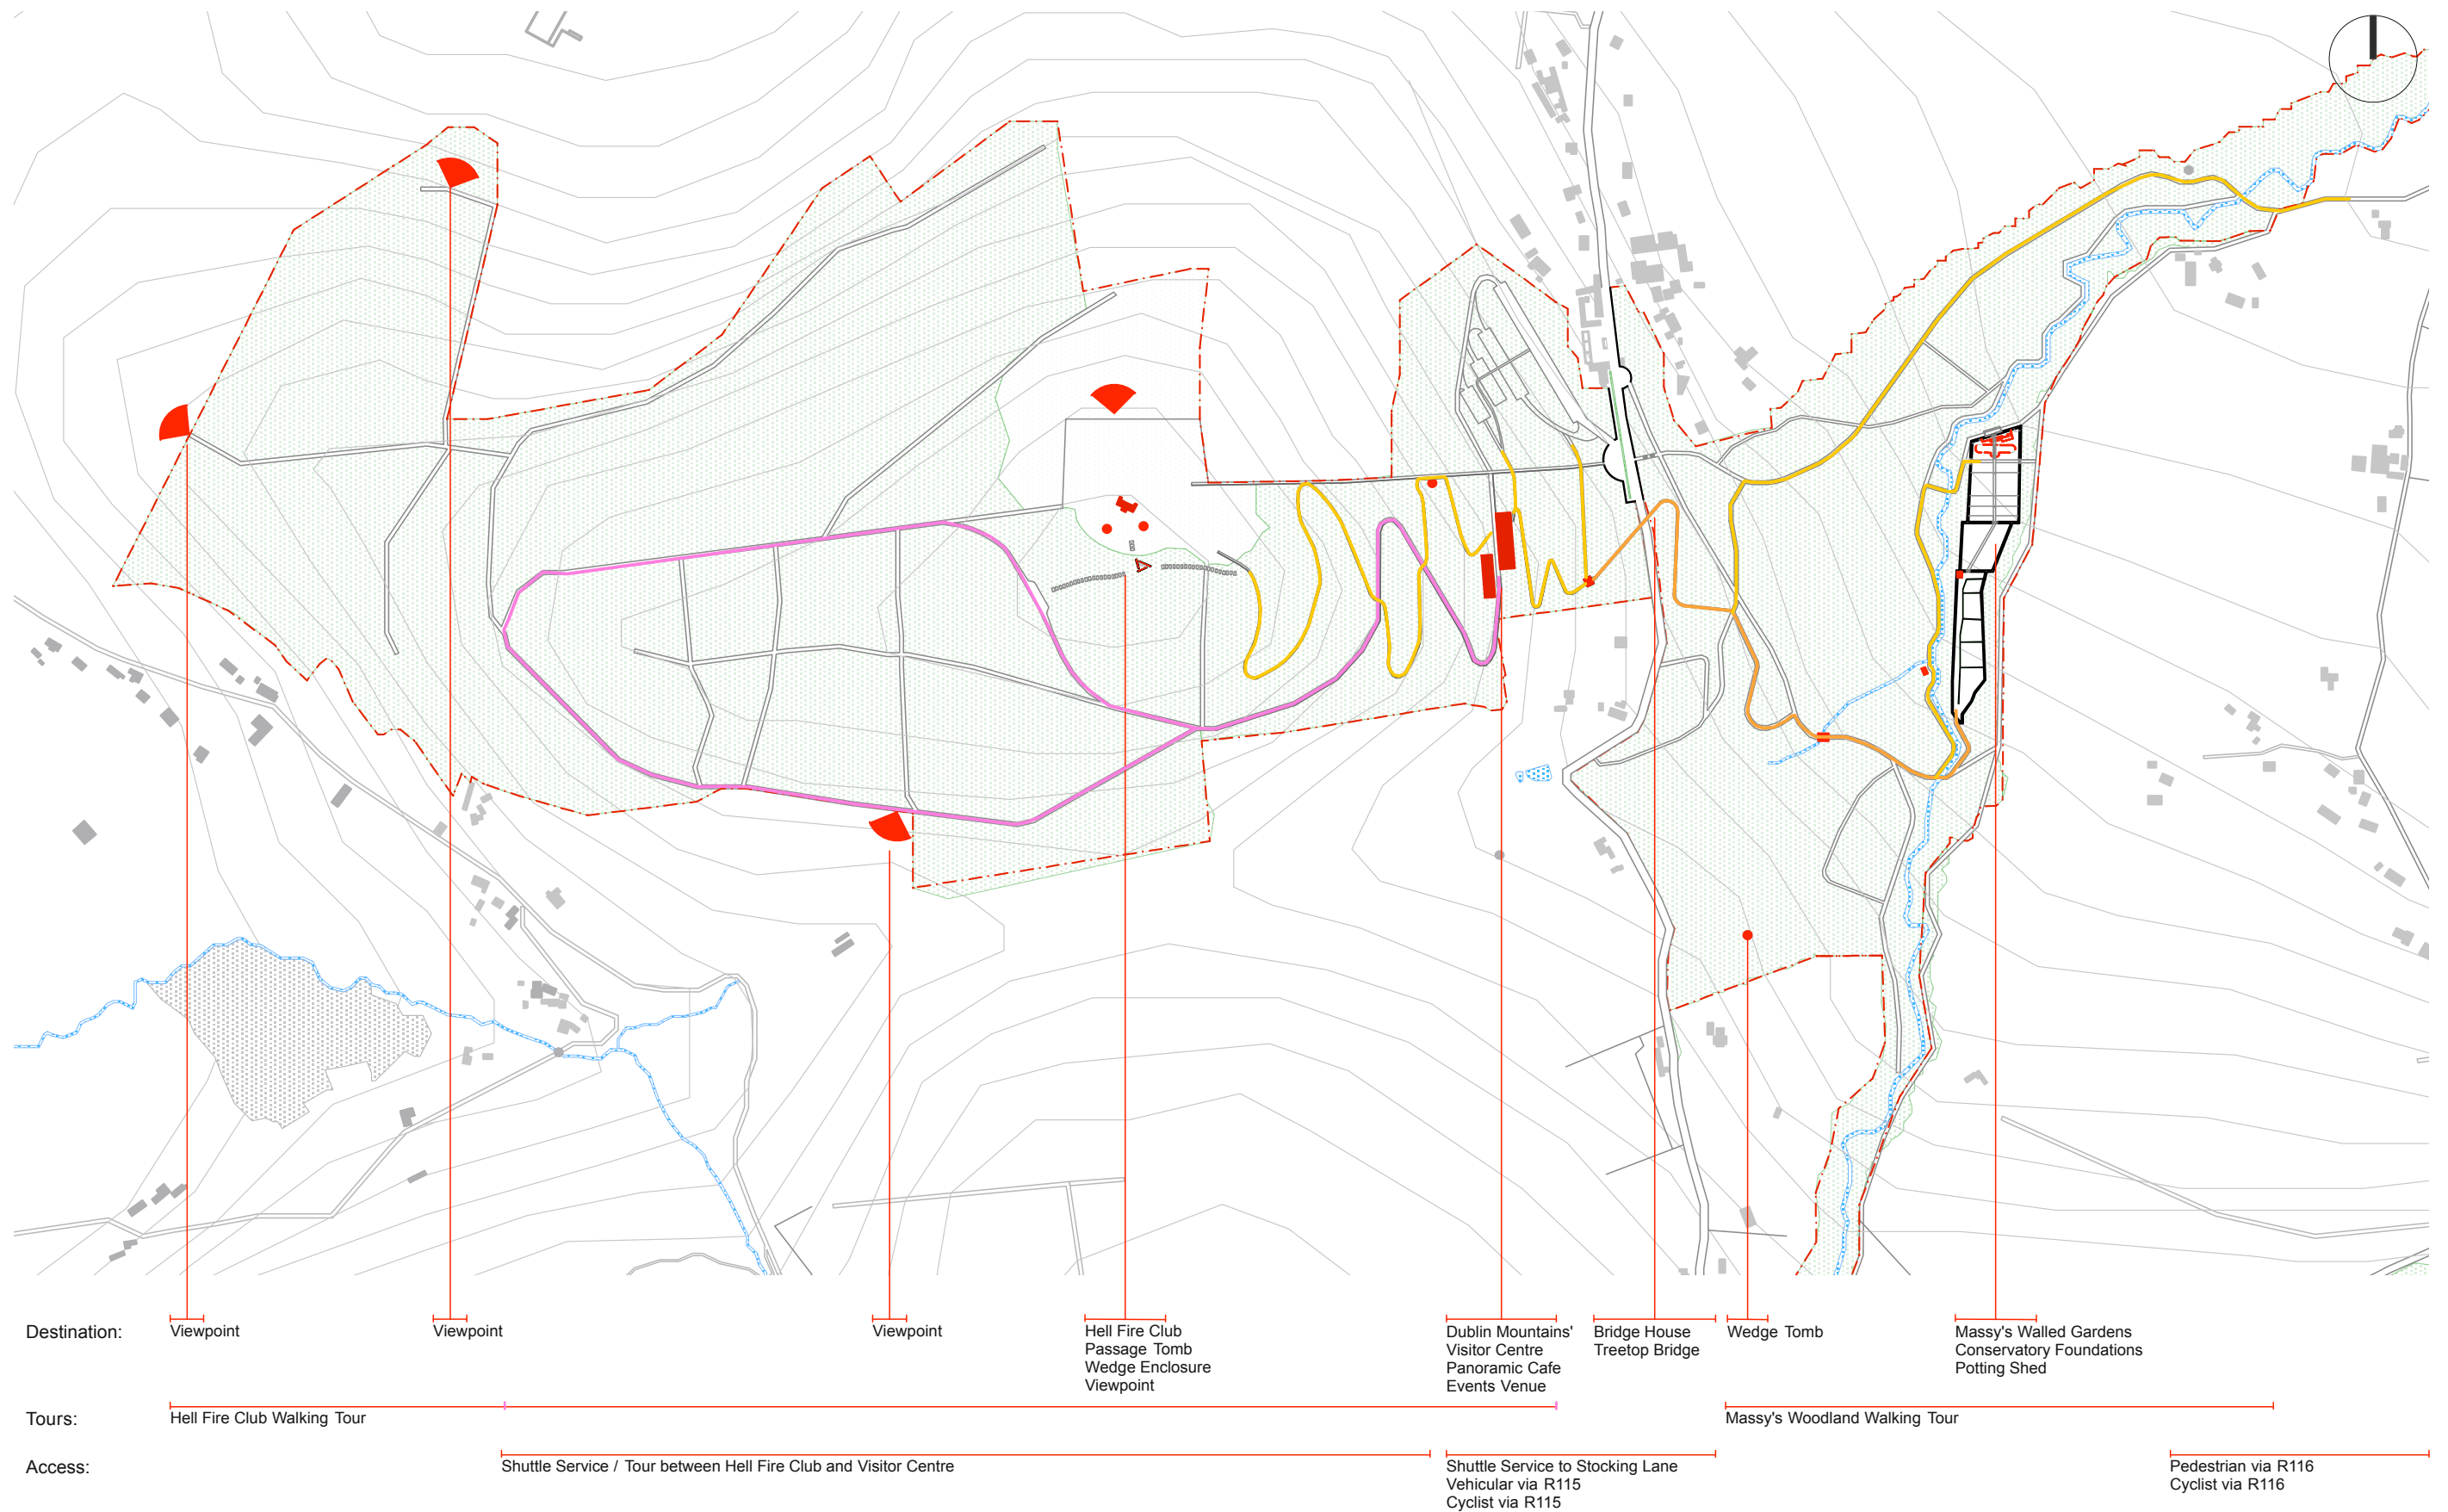 Destination:
Viewpoint
Viewpoint
Viewpoint
Hell Fire Club
Passage Tomb
Wedge Enclosure
Viewpoint
Dublin Mountains'
Visitor Centre
Panoramic Cafe
Events Venue
Bridge House
Treetop Bridge
Wedge Tomb
Massy's Walled Gardens
Conservatory Foundations
Potting Shed
Tours:
Hell Fire Club Walking Tour
Massy's Woodland Walking Tour
Access:
Shuttle Service / Tour between Hell Fire Club and Visitor Centre
Shuttle Service to Stocking Lane
Vehicular via R115
Cyclist via R115
Pedestrian via R116
Cyclist via R116